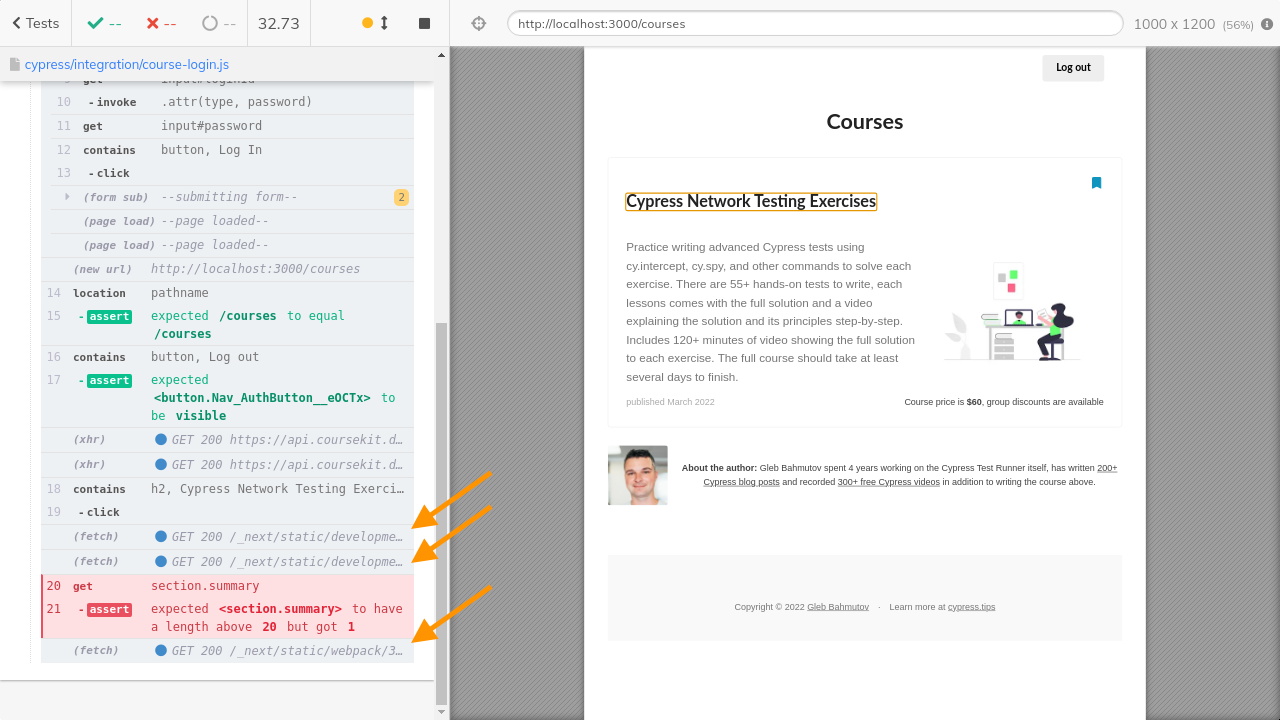 Tests
--
--
--
32.73
http://localhost:3000/courses
1000 x 1200 (56%)
cypress/integration/course-login.js
10 -invoke .attr(type, password)
11 get input#password
12 contains button, Log In
13 -click
(form sub) --submitting form-- 2
(page load) --page loaded--
(page load) --page loaded--
(new url) http://localhost:3000/courses
14 location pathname
15 -assert expected /courses to equal
/courses
16 contains button, Log out
17 -assert expected
<button.Nav_AuthButton__eOCTx> to
be visible
(xhr) GET 200 https://api.coursekit.d…
(xhr) GET 200 https://api.coursekit.d…
18 contains h2, Cypress Network Testing Exerci…
19 -click
(fetch) GET 200 /_next/static/developme…
(fetch) GET 200 /_next/static/developme…
20 get section.summary
21 -assert expected <section.summary> to have
a length above 20 but got 1
(fetch) GET 200 /_next/static/webpack/3…
Log out
Courses
Cypress Network Testing Exercises
Practice writing advanced Cypress tests using
cy.intercept, cy.spy, and other commands to solve each
exercise. There are 55+ hands-on tests to write, each
lessons comes with the full solution and a video
explaining the solution and its principles step-by-step.
Includes 120+ minutes of video showing the full solution
to each exercise. The full course should take at least
several days to finish.
published March 2022
Course price is $60, group discounts are available
About the author: Gleb Bahmutov spent 4 years working on the Cypress Test Runner itself, has written 200+
Cypress blog posts and recorded 300+ free Cypress videos in addition to writing the course above.
Copyright © 2022 Gleb Bahmutov · Learn more at cypress.tips